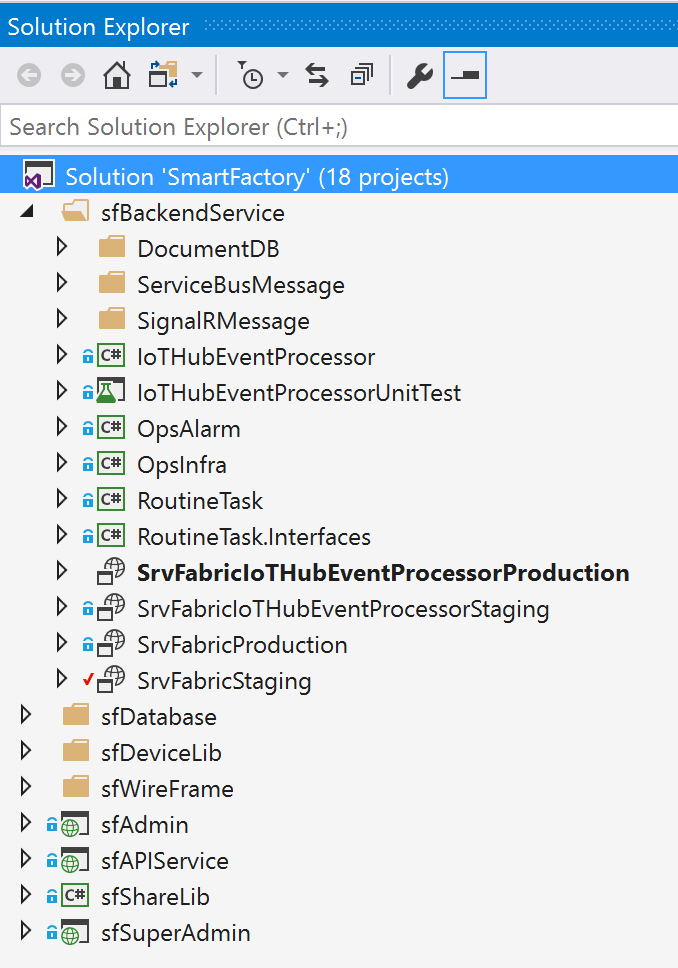 Solution Explorer
Search Solution Explorer (Ctrl+;)
Solution 'SmartFactory' (18 projects)
sfBackendService
DocumentDB
ServiceBusMessage
SignalRMessage
C# IoTHubEventProcessor
IoTHubEventProcessorUnitTest
C# OpsAlarm
C# OpsInfra
C# RoutineTask
C# RoutineTask.Interfaces
SrvFabricIoTHubEventProcessorProduction
SrvFabricIoTHubEventProcessorStaging
SrvFabricProduction
SrvFabricStaging
sfDatabase
sfDeviceLib
sfWireFrame
sfAdmin
sfAPIService
C# sfShareLib
sfSuperAdmin